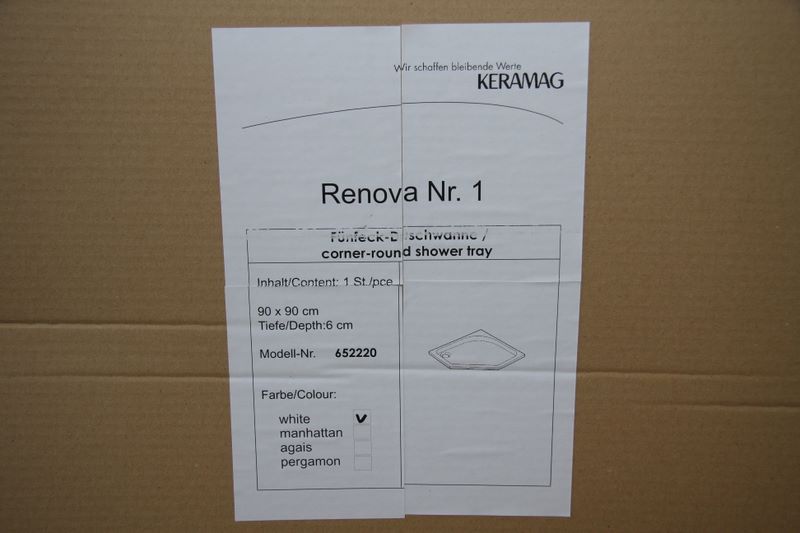 Wir schaffen bleibende Werte
KERAMAG
Renova Nr. 1
Fünfeck-Duschwanne /
corner-round shower tray
Inhalt/Content: 1 St./pce
90 x 90 cm
Tiefe/Depth:6 cm
Modell-Nr. 652220
Farbe/Colour:
white
manhattan
agais
pergamon